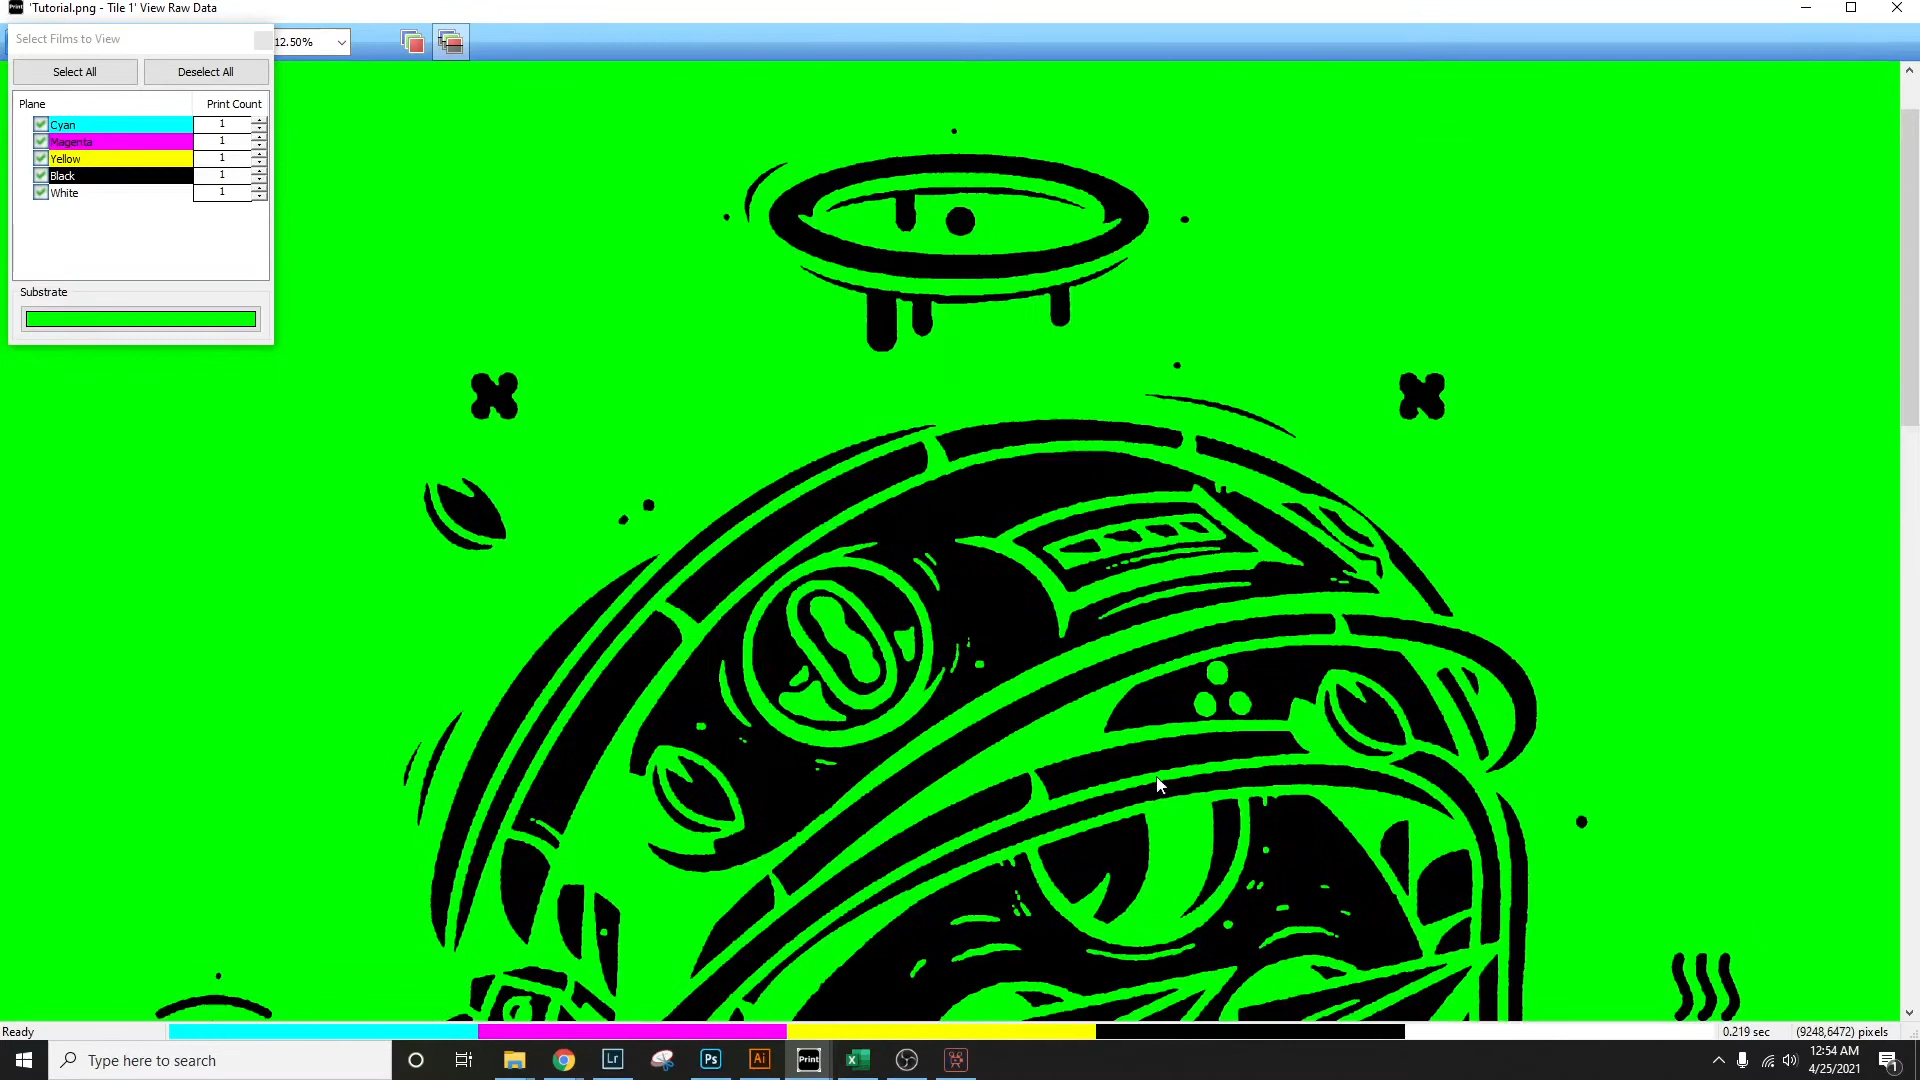 Print 'Tutorial.png - Tile 1' View Raw Data
Select Films to View
12.50%
Select All Deselect All
Plane Print Count
Cyan 1
Magenta 1
Yellow 1
Black 1
White 1
Substrate
Ready 0.219 sec (9248,6472) pixels
Type here to search Lr Ps Ai Print X 12:54 AM
4/25/2021
1